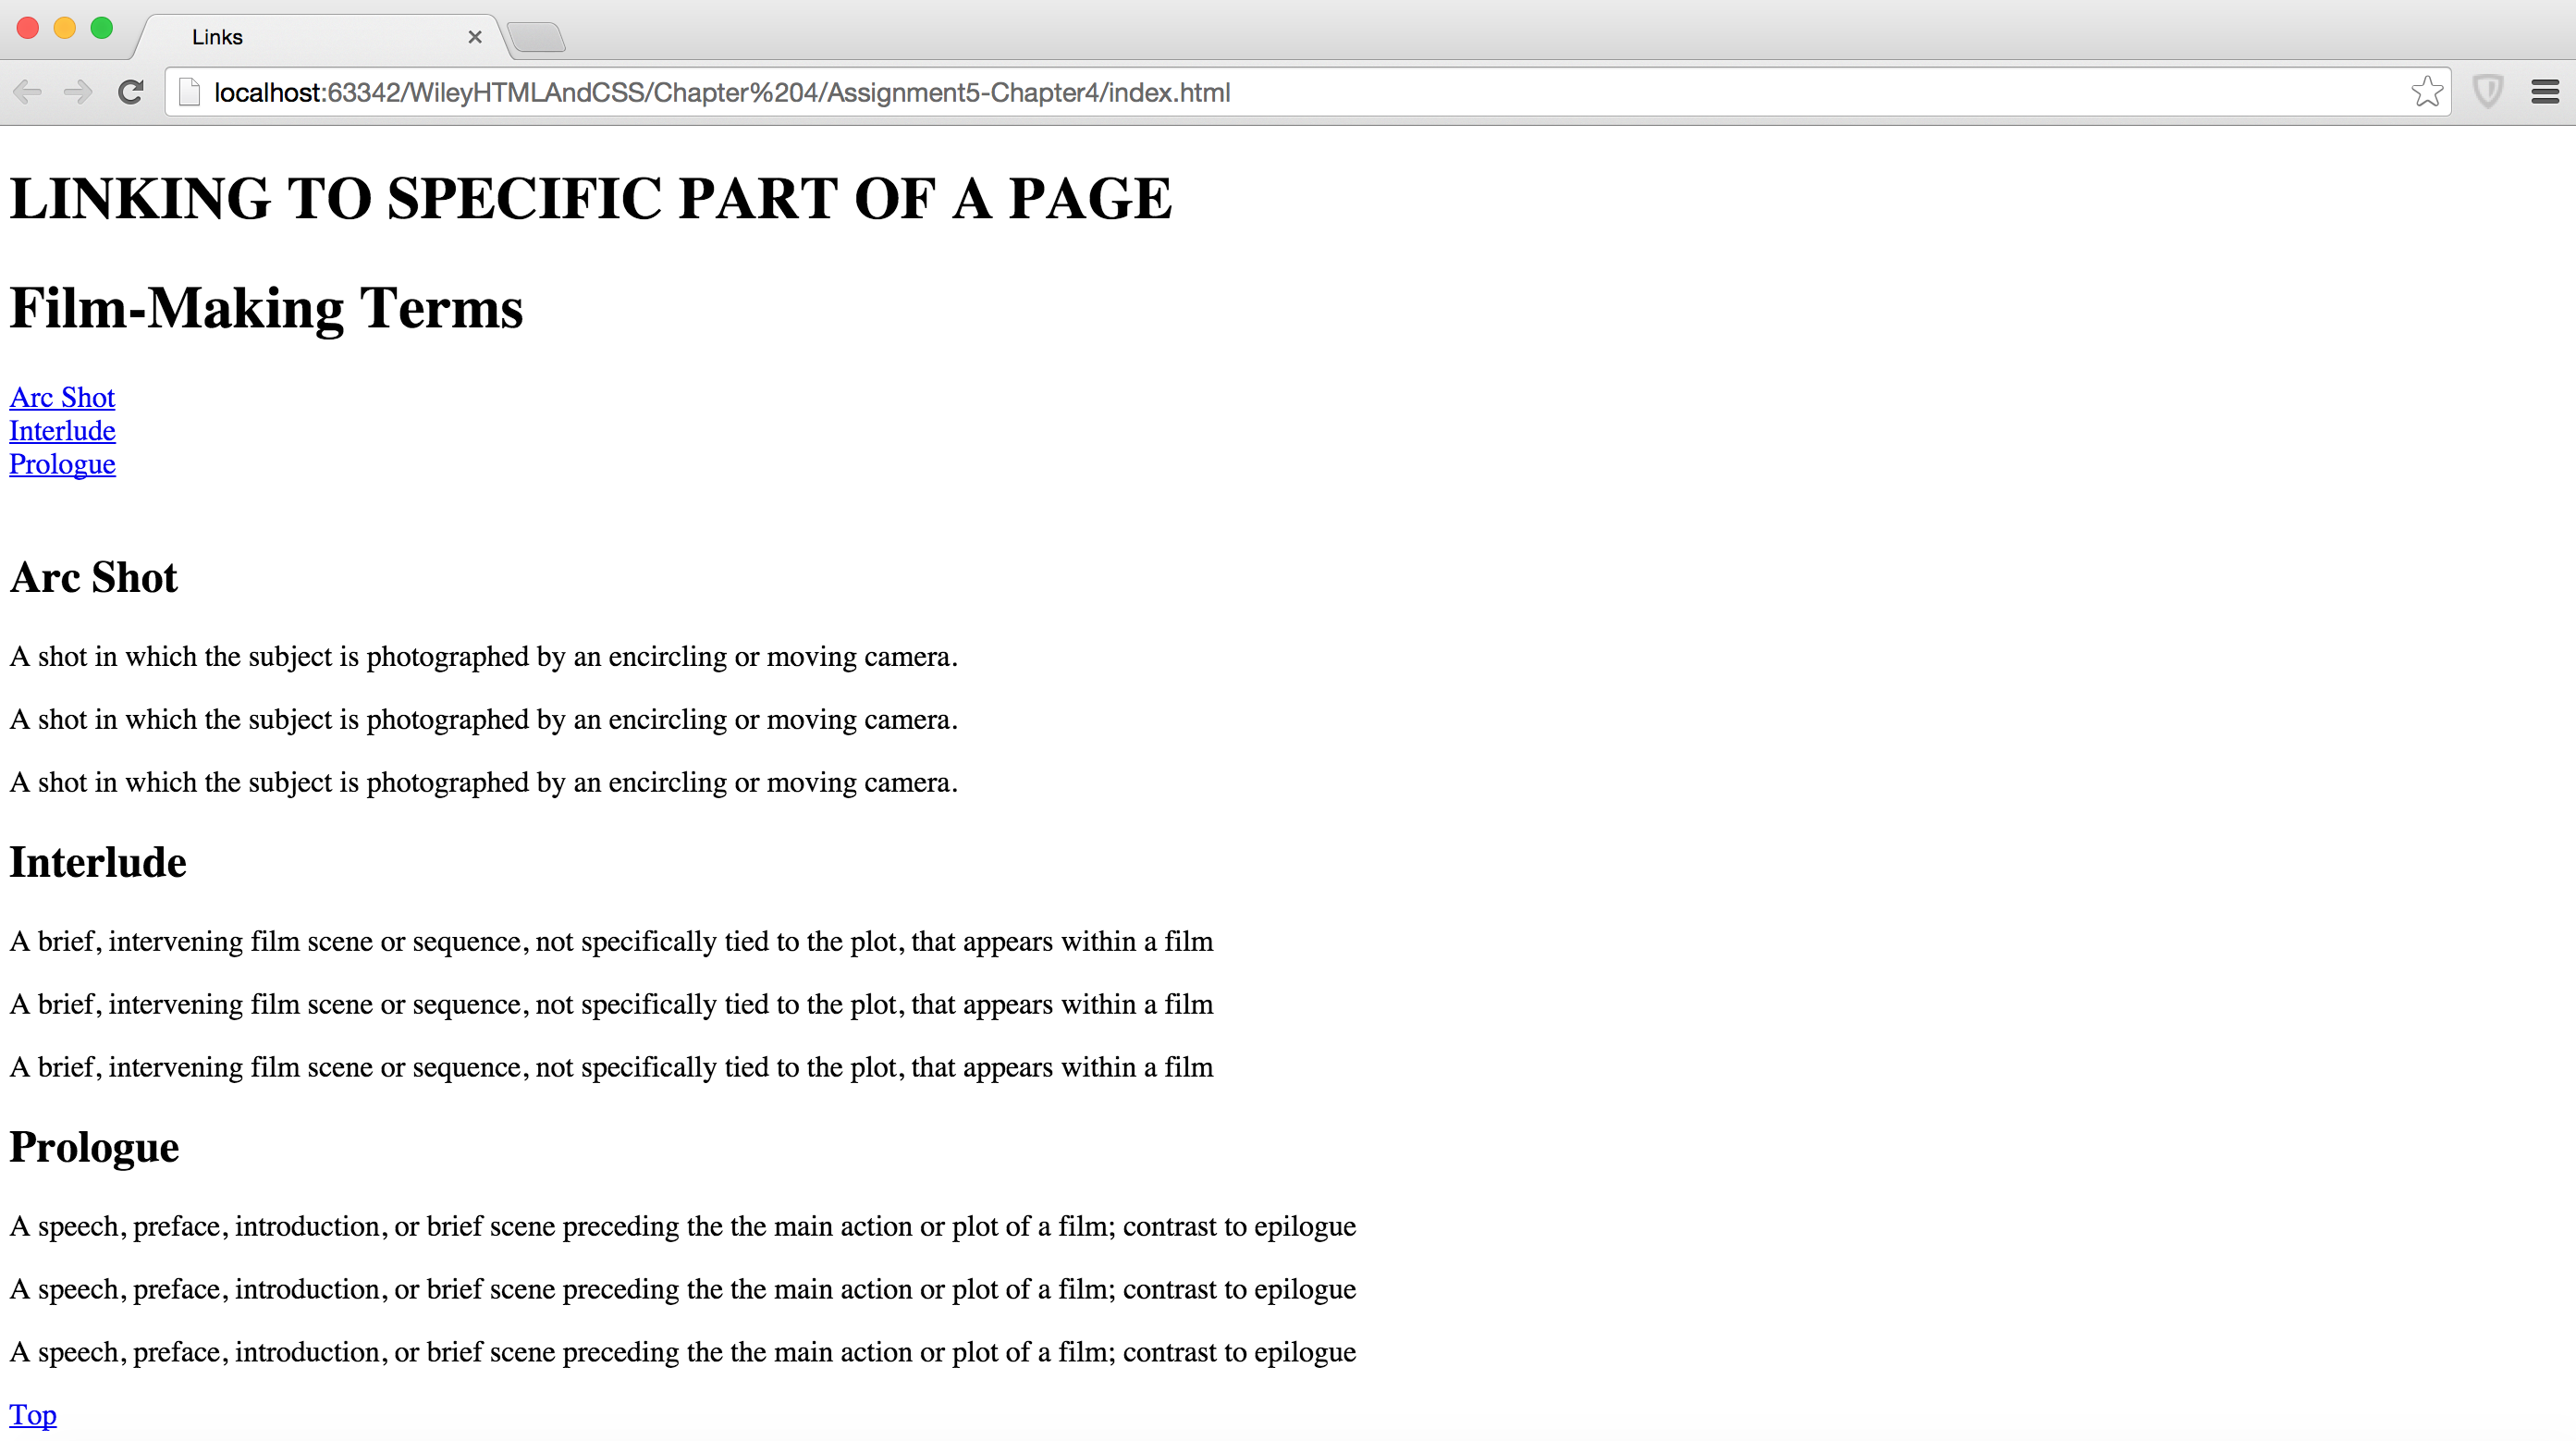 Links
localhost:63342/WileyHTMLAndCSS/Chapter%204/Assignment5-Chapter4/index.html
LINKING TO SPECIFIC PART OF A PAGE
Film-Making Terms
Arc Shot
Interlude
Prologue
Arc Shot
A shot in which the subject is photographed by an encircling or moving camera.
A shot in which the subject is photographed by an encircling or moving camera.
A shot in which the subject is photographed by an encircling or moving camera.
Interlude
A brief, intervening film scene or sequence, not specifically tied to the plot, that appears within a film
A brief, intervening film scene or sequence, not specifically tied to the plot, that appears within a film
A brief, intervening film scene or sequence, not specifically tied to the plot, that appears within a film
Prologue
A speech, preface, introduction, or brief scene preceding the the main action or plot of a film; contrast to epilogue
A speech, preface, introduction, or brief scene preceding the the main action or plot of a film; contrast to epilogue
A speech, preface, introduction, or brief scene preceding the the main action or plot of a film; contrast to epilogue
Top